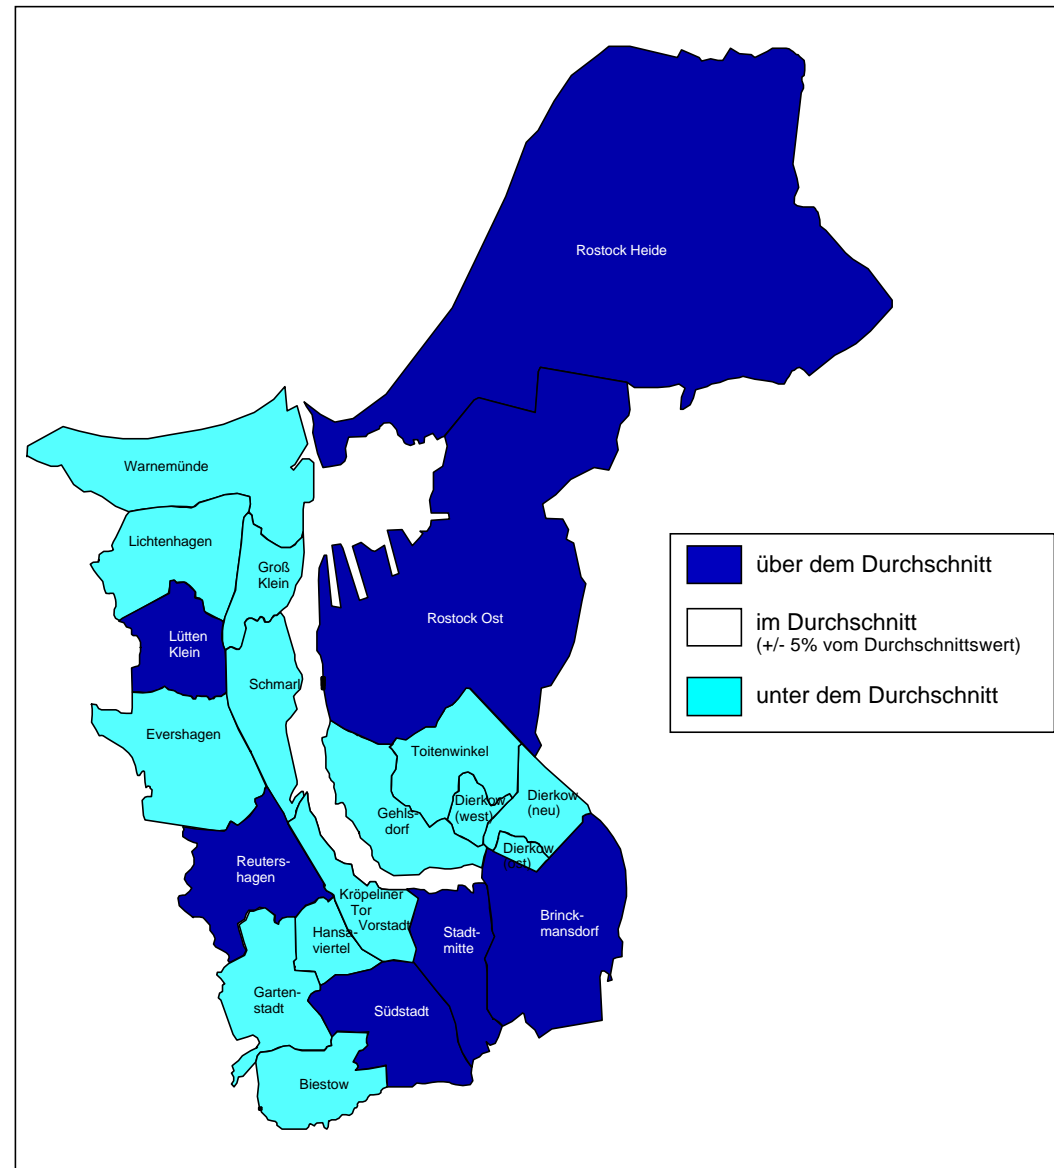 Rostock Heide
Warnemünde
Lichtenhagen
Groß
Klein
über dem Durchschnitt
im Durchschnitt
(+/- 5% vom Durchschnittswert)
unter dem Durchschnitt
Rostock Ost
Lütten
Klein
Schmarl
Evershagen
Toitenwinkel
Gehls-
dorf
Dierkow
(west)
Dierkow
(neu)
Dierkow
(ost)
Reuters-
hagen
Kröpeliner
Tor
Vorstadt
Hansa-
viertel
Stadt-
mitte
Brinck-
mansdorf
Garten-
stadt
Südstadt
Biestow